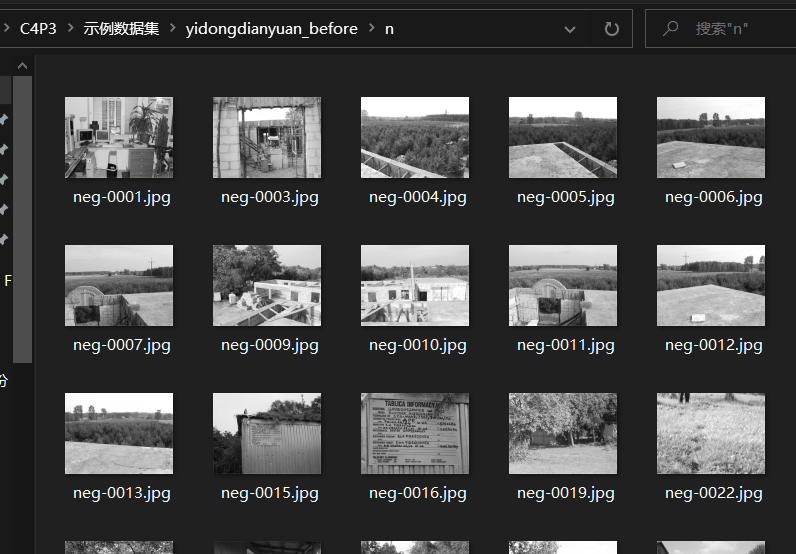 C4P3 > 示例数据集 > yidongdianyuan_before > n
搜索"n"
neg-0001.jpg neg-0003.jpg neg-0004.jpg neg-0005.jpg neg-0006.jpg
F
neg-0007.jpg neg-0009.jpg neg-0010.jpg neg-0011.jpg neg-0012.jpg
份
TABLICA INFORMACYJNA
neg-0013.jpg neg-0015.jpg neg-0016.jpg neg-0019.jpg neg-0022.jpg